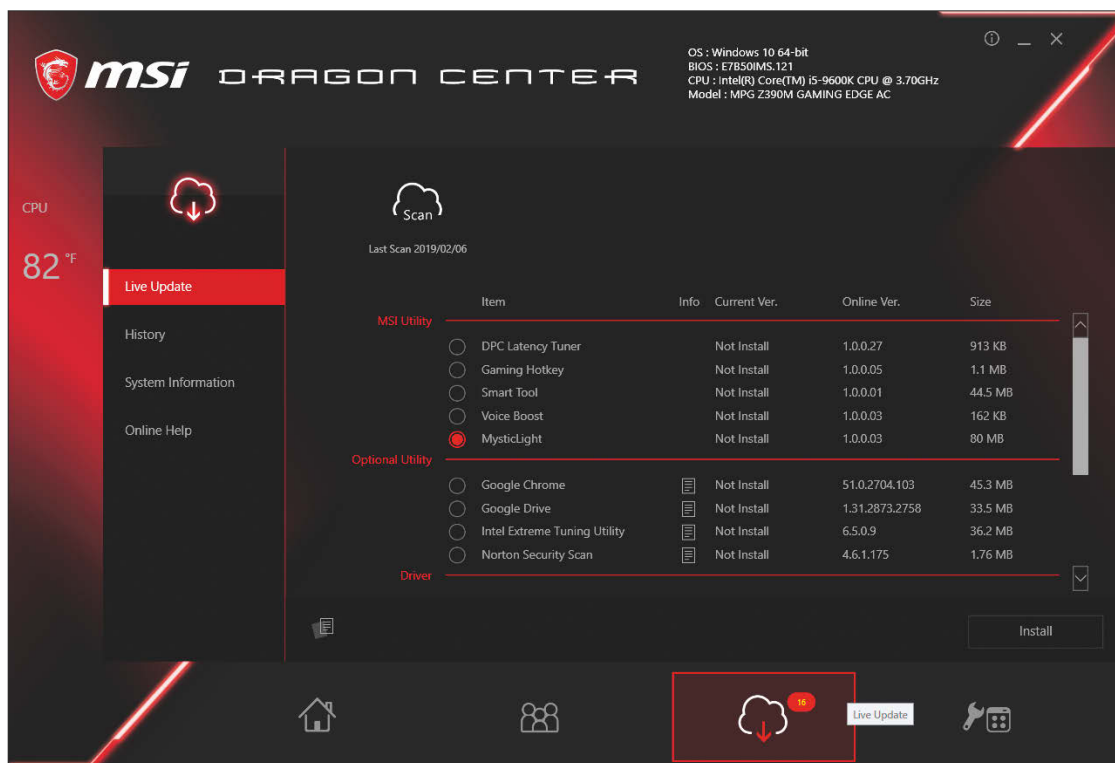 msi DRAGON CENTER
OS : Windows 10 64-bit
BIOS : E7B50IMS.121
CPU : Intel(R) Core(TM) i5-9600K CPU @ 3.70GHz
Model : MPG Z390M GAMING EDGE AC
CPU
82 °F
Live Update
History
System Information
Online Help
Scan
Last Scan 2019/02/06
Item Info Current Ver. Online Ver. Size
MSI Utility
DPC Latency Tuner Not Install 1.0.0.27 913 KB
Gaming Hotkey Not Install 1.0.0.05 1.1 MB
Smart Tool Not Install 1.0.0.01 44.5 MB
Voice Boost Not Install 1.0.0.03 162 KB
MysticLight Not Install 1.0.0.03 80 MB
Optional Utility
Google Chrome Not Install 51.0.2704.103 45.3 MB
Google Drive Not Install 1.31.2873.2758 33.5 MB
Intel Extreme Tuning Utility Not Install 6.5.0.9 36.2 MB
Norton Security Scan Not Install 4.6.1.175 1.76 MB
Driver
Install
16
Live Update